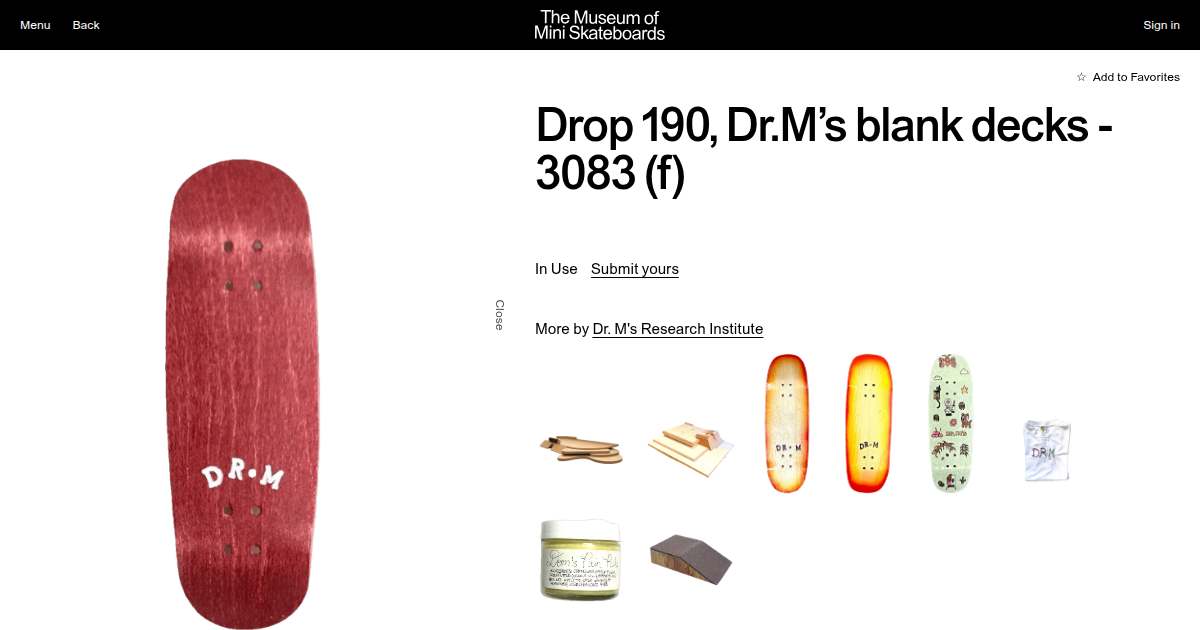 Menu
Back
The Museum of
Mini Skateboards
Sign in
☆ Add to Favorites
Drop 190, Dr.M’s blank decks -
3083 (f)
In Use
Submit yours
Close
More by Dr. M's Research Institute
DR•M
DR•M
DR•M
DR•M